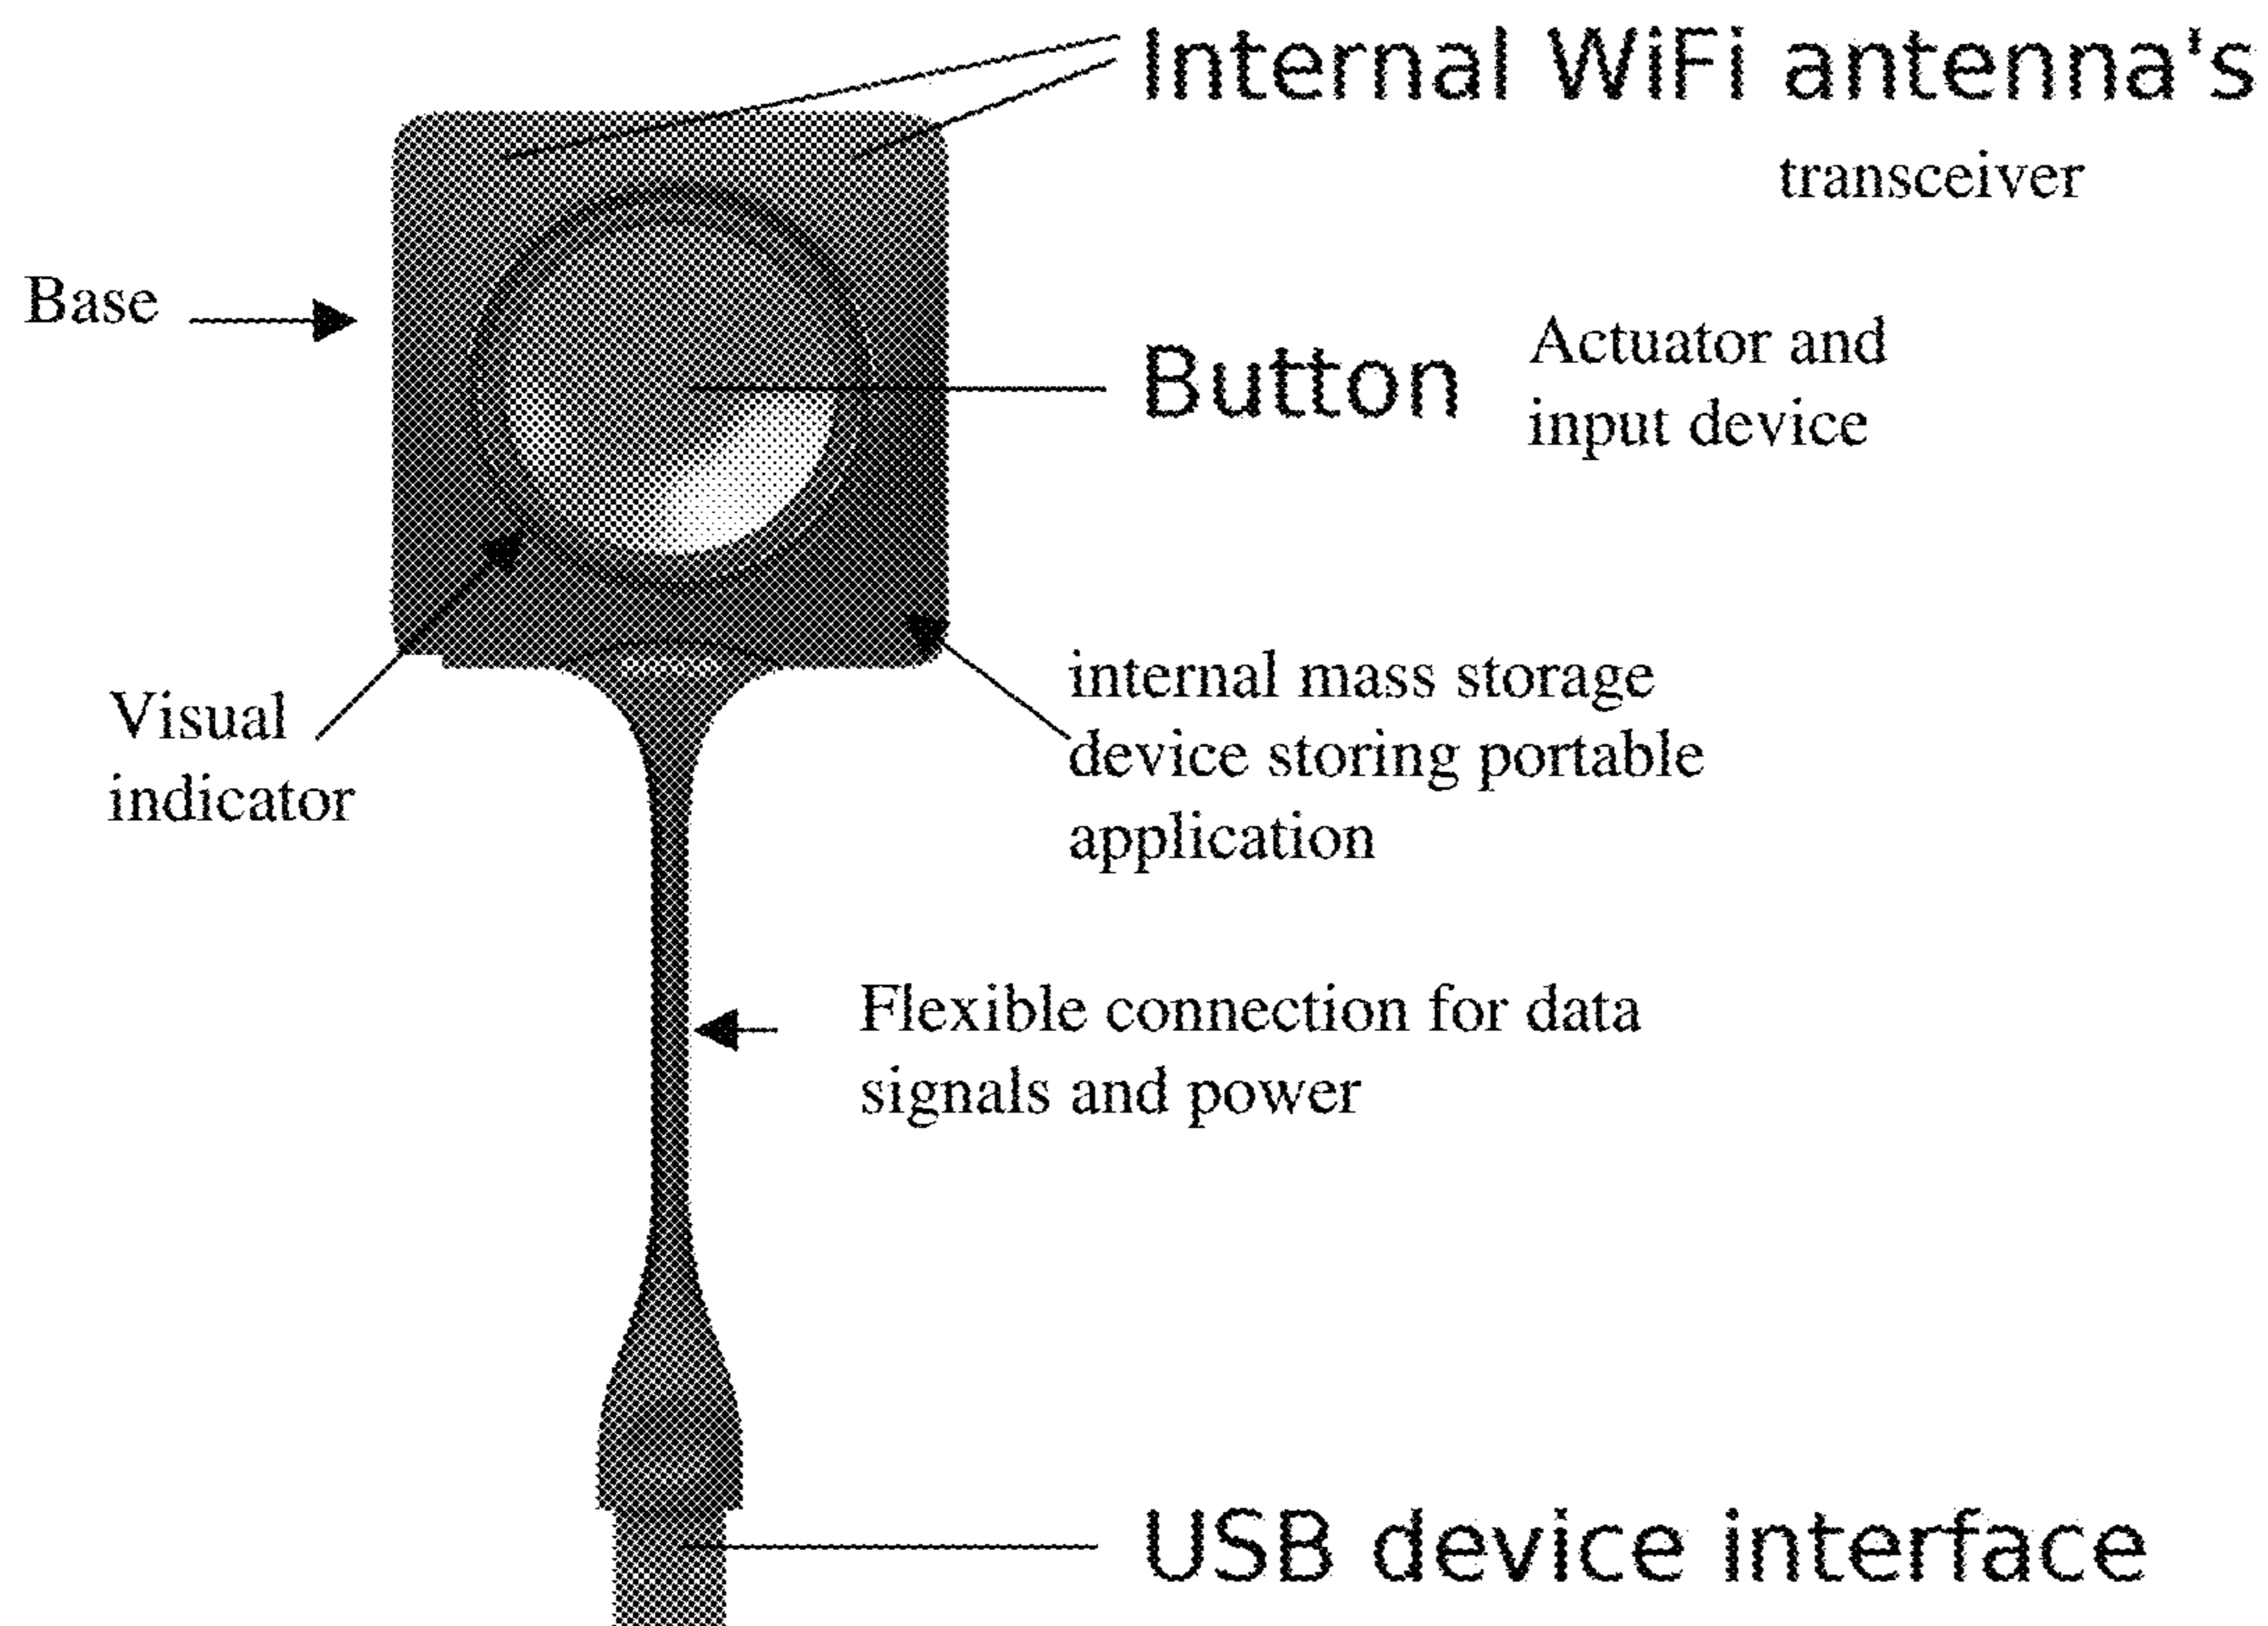 Internal WiFi antenna's
transceiver
Base
Button
Actuator and
input device
Visual
indicator
internal mass storage
device storing portable
application
Flexible connection for data
signals and power
USB device interface